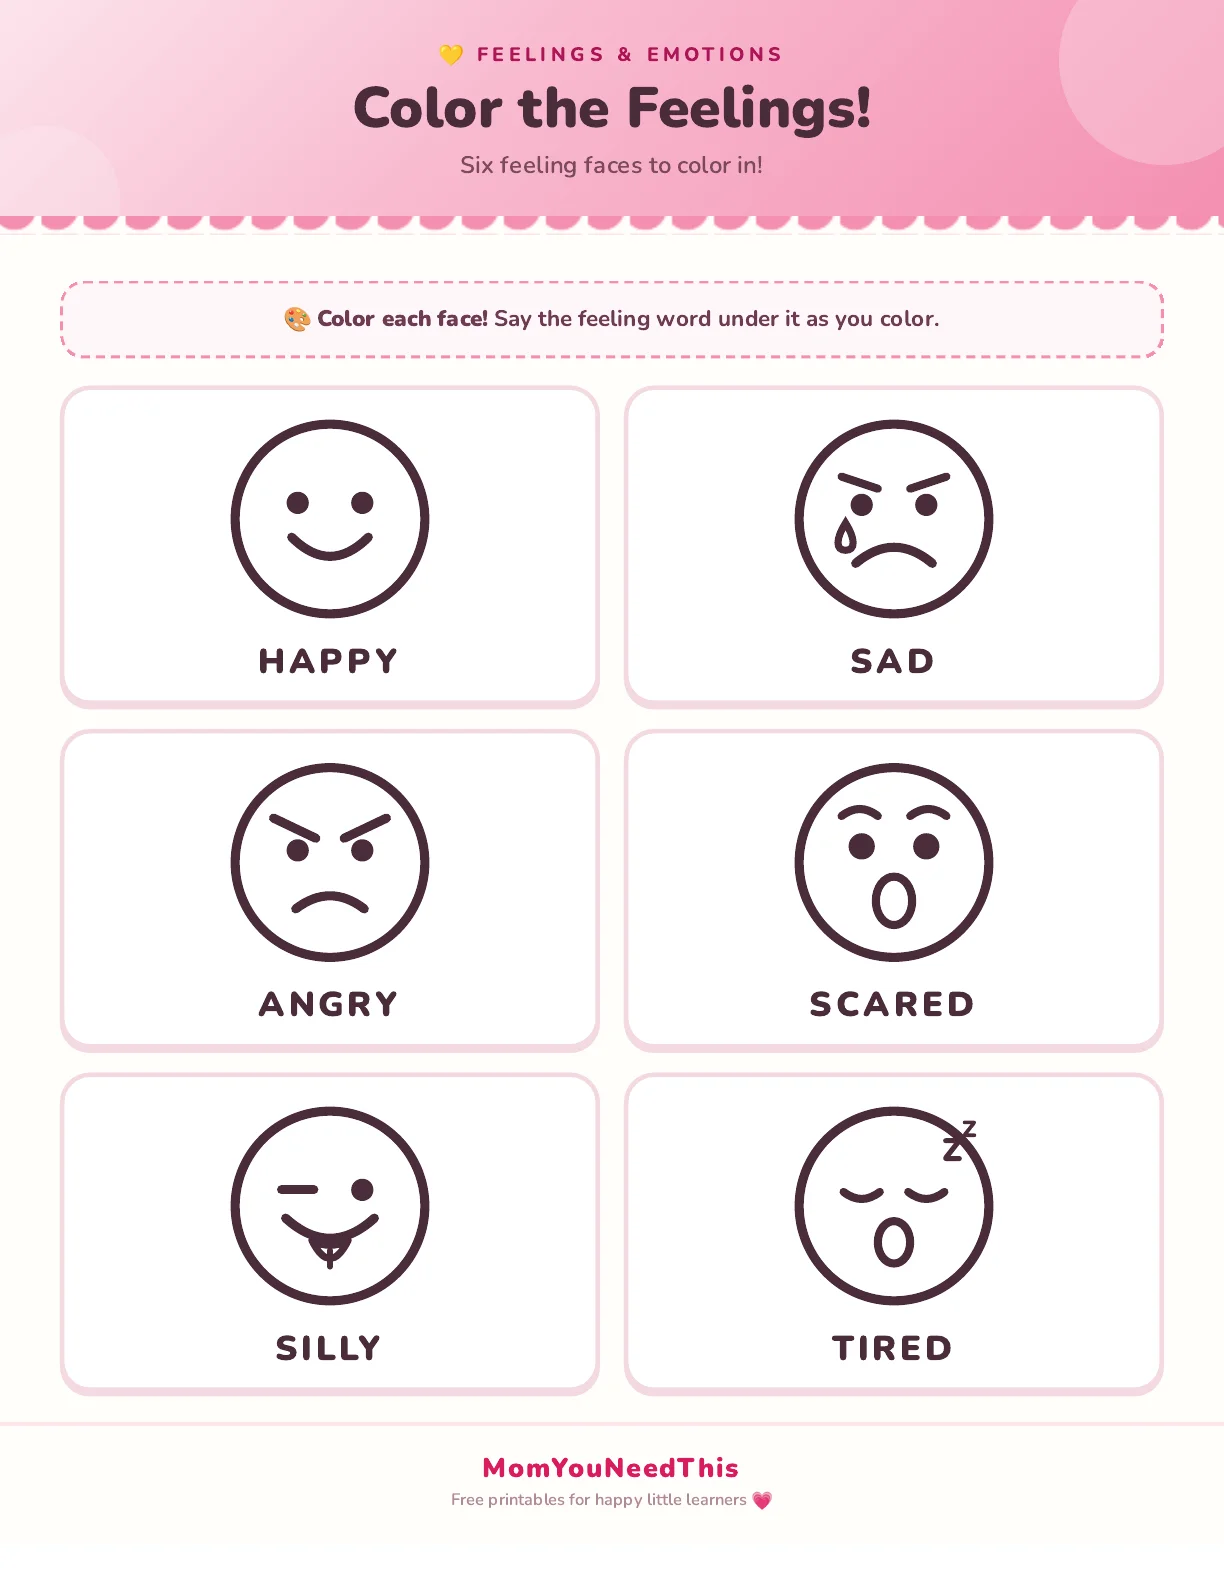 💛 FEELINGS & EMOTIONS
Color the Feelings!
Six feeling faces to color in!
🎨 Color each face! Say the feeling word under it as you color.
HAPPY
SAD
ANGRY
SCARED
z
z
SILLY
TIRED
MomYouNeedThis
Free printables for happy little learners 💗